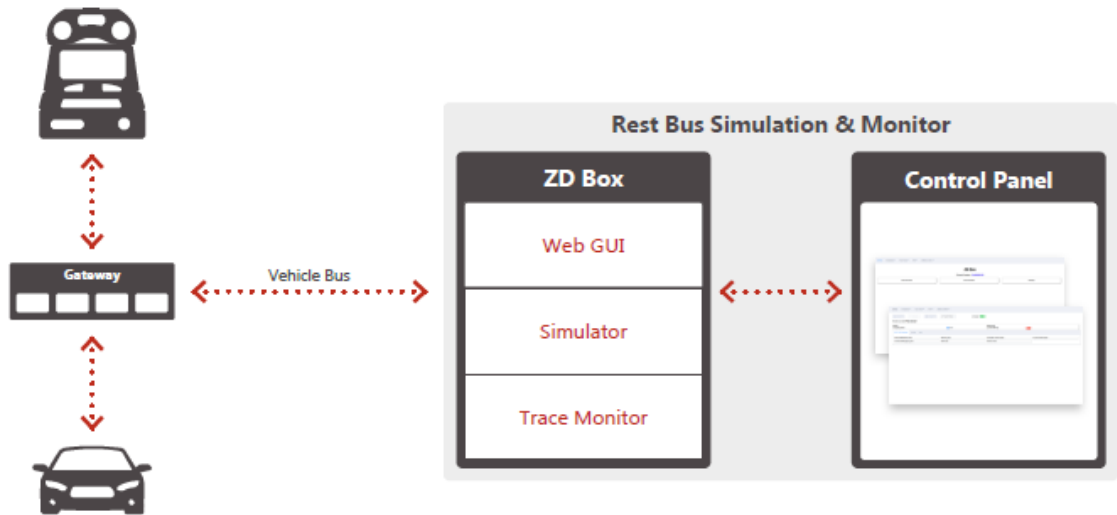 Rest Bus Simulation & Monitor
ZD Box
Control Panel
Web GUI
Gateway
Vehicle Bus
Simulator
Trace Monitor